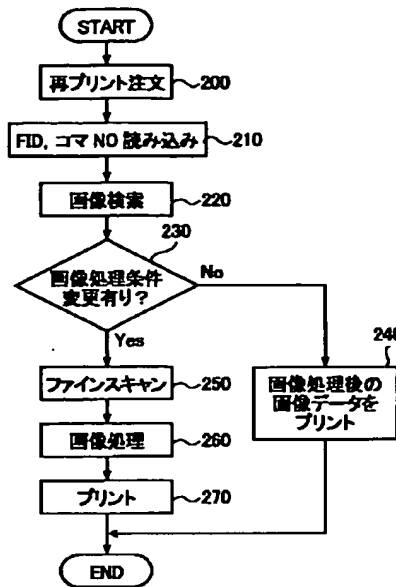 START
再プリント注文
200
FID, コマ NO 読み込み
210
画像検索
220
230
画像処理条件
変更有り？
No
Yes
240
ファインスキャン
250
画像処理後の
画像データを
プリント
画像処理
260
プリント
270
END